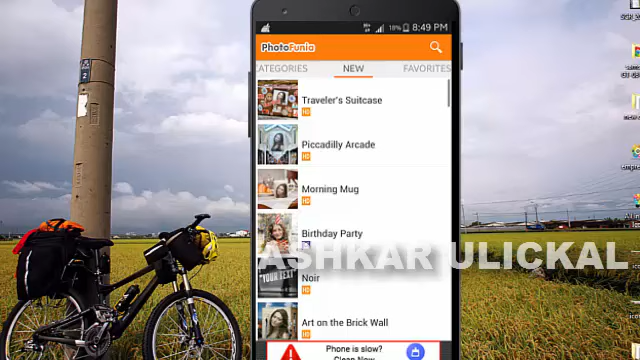 18% 8:49 PM
PhotoFunia
CATEGORIES NEW FAVORITES
Traveler's Suitcase
HD
Piccadilly Arcade
HD
Morning Mug
HD
Birthday Party
ASHKAR ULICKAL
Noir
HD
Art on the Brick Wall
HD
Phone is slow?
Clean Now